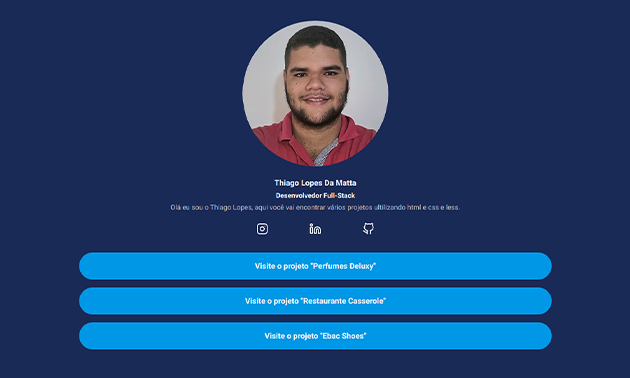 Thiago Lopes Da Matta
Desenvolvedor Full-Stack
Olá eu sou o Thiago Lopes, aqui você vai encontrar vários projetos ultilizando html e css e less.
Visite o projeto "Perfumes Deluxy"
Visite o projeto "Restaurante Casserole"
Visite o projeto "Ebac Shoes"